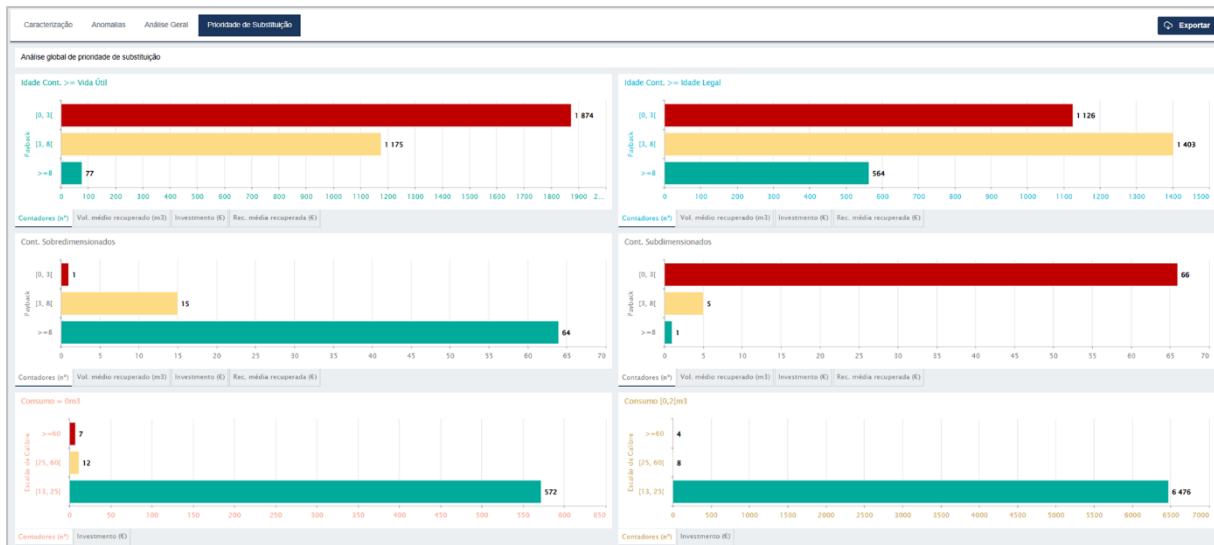 Caracterização Anomalias Análise Geral Prioridade de Substituição Exportar
Análise global de prioridade de substituição
Idade Cont. >= Vida Útil
Payback
[0, 3[ 1 874
[3, 8[ 1 175
>=8 77
0 100 200 300 400 500 600 700 800 900 1000 1100 1200 1300 1400 1500 1600 1700 1800 1900 2...
Contadores (nº) Vol. médio recuperado (m3) Investimento (€) Rec. média recuperada (€)
Idade Cont. >= Idade Legal
Payback
[0, 3[ 1 126
[3, 8[ 1 403
>=8 564
0 100 200 300 400 500 600 700 800 900 1000 1100 1200 1300 1400 1500
Contadores (nº) Vol. médio recuperado (m3) Investimento (€) Rec. média recuperada (€)
Cont. Sobredimensionados
Payback
[0, 3[ 1
[3, 8[ 15
>=8 64
0 5 10 15 20 25 30 35 40 45 50 55 60 65 70
Contadores (nº) Vol. médio recuperado (m3) Investimento (€) Rec. média recuperada (€)
Cont. Subdimensionados
Payback
[0, 3[ 66
[3, 8[ 5
>=8 1
0 5 10 15 20 25 30 35 40 45 50 55 60 65 70
Contadores (nº) Vol. médio recuperado (m3) Investimento (€) Rec. média recuperada (€)
Consumo = 0m3
Escalão de Calibre
>=60 7
[25, 60[ 12
[13, 25[ 572
0 50 100 150 200 250 300 350 400 450 500 550 600 650
Contadores (nº) Investimento (€)
Consumo ]0,2]m3
Escalão de Calibre
>=60 4
[25, 60[ 8
[13, 25[ 6 476
0 500 1000 1500 2000 2500 3000 3500 4000 4500 5000 5500 6000 6500 7000
Contadores (nº) Investimento (€)